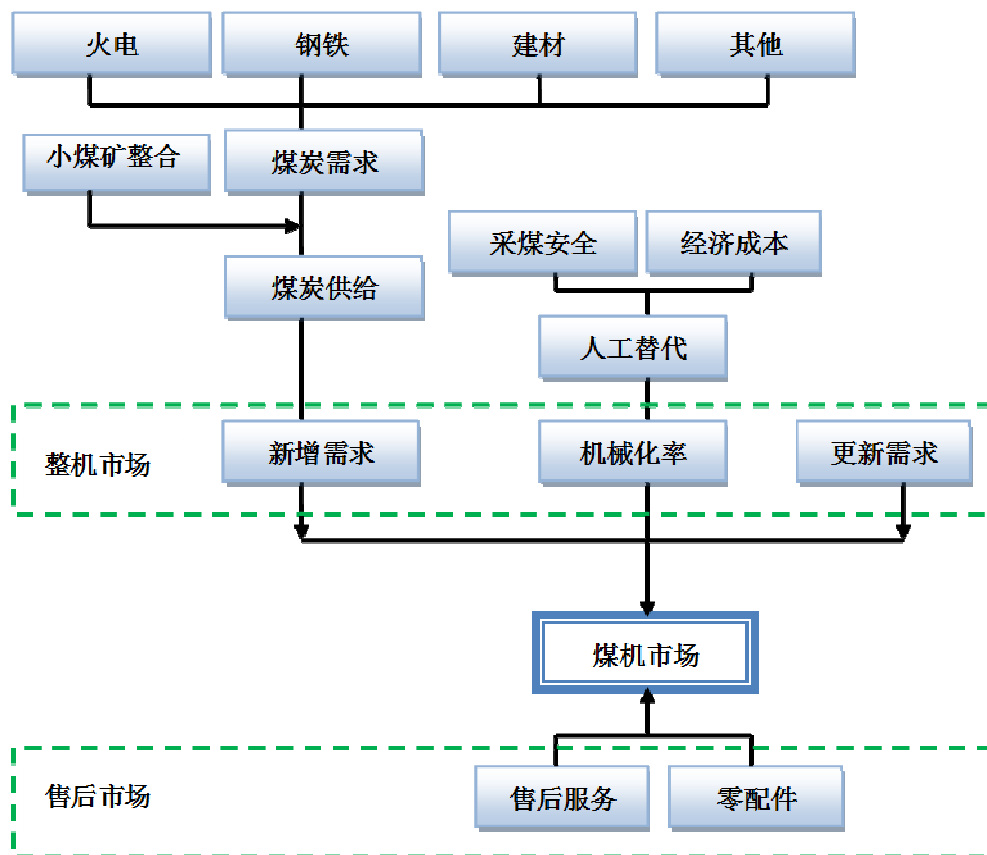 火电
钢铁
建材
其他
小煤矿整合
煤炭需求
采煤安全
经济成本
煤炭供给
人工替代
整机市场
新增需求
机械化率
更新需求
煤机市场
售后市场
售后服务
零配件